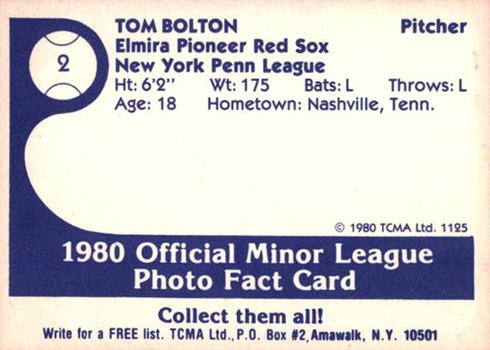 TOM BOLTON Pitcher
Elmira Pioneer Red Sox
New York Penn League
2
Ht: 6'2" Wt: 175 Bats: L Throws: L
Age: 18 Hometown: Nashville, Tenn.
© 1980 TCMA Ltd. 1125
1980 Official Minor League
Photo Fact Card
Collect them all!
Write for a FREE list. TCMA Ltd., P.O. Box #2, Amawalk, N.Y. 10501